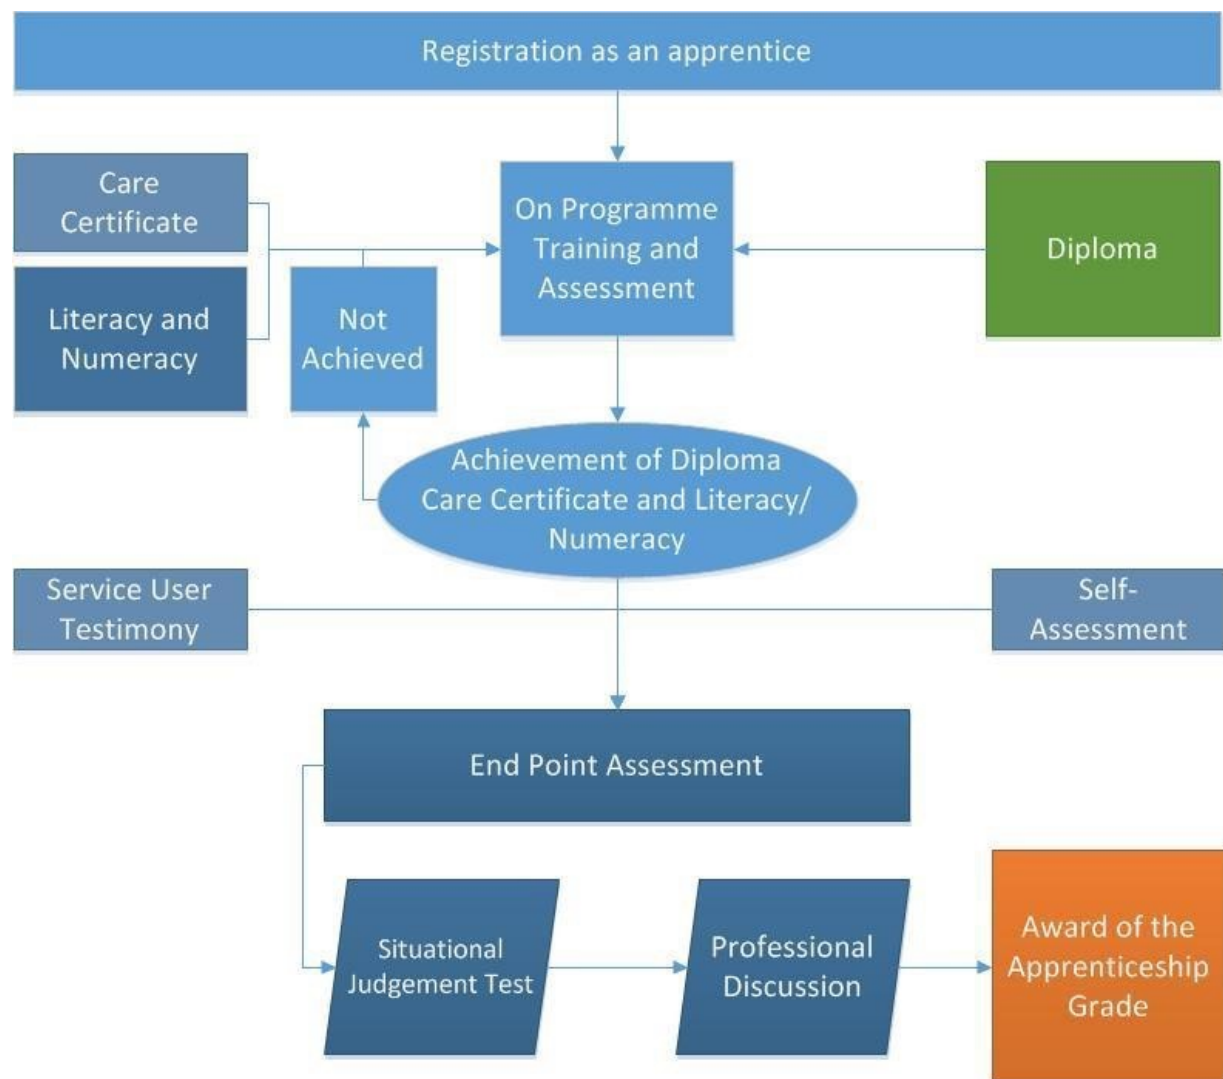 Registration as an apprentice
Care
Certificate
On Programme
Training and
Assessment
Diploma
Literacy and
Numeracy
Not
Achieved
Achievement of Diploma
Care Certificate and Literacy/
Numeracy
Service User
Testimony
Self-
Assessment
End Point Assessment
Situational
Judgement Test
Professional
Discussion
Award of the
Apprenticeship
Grade